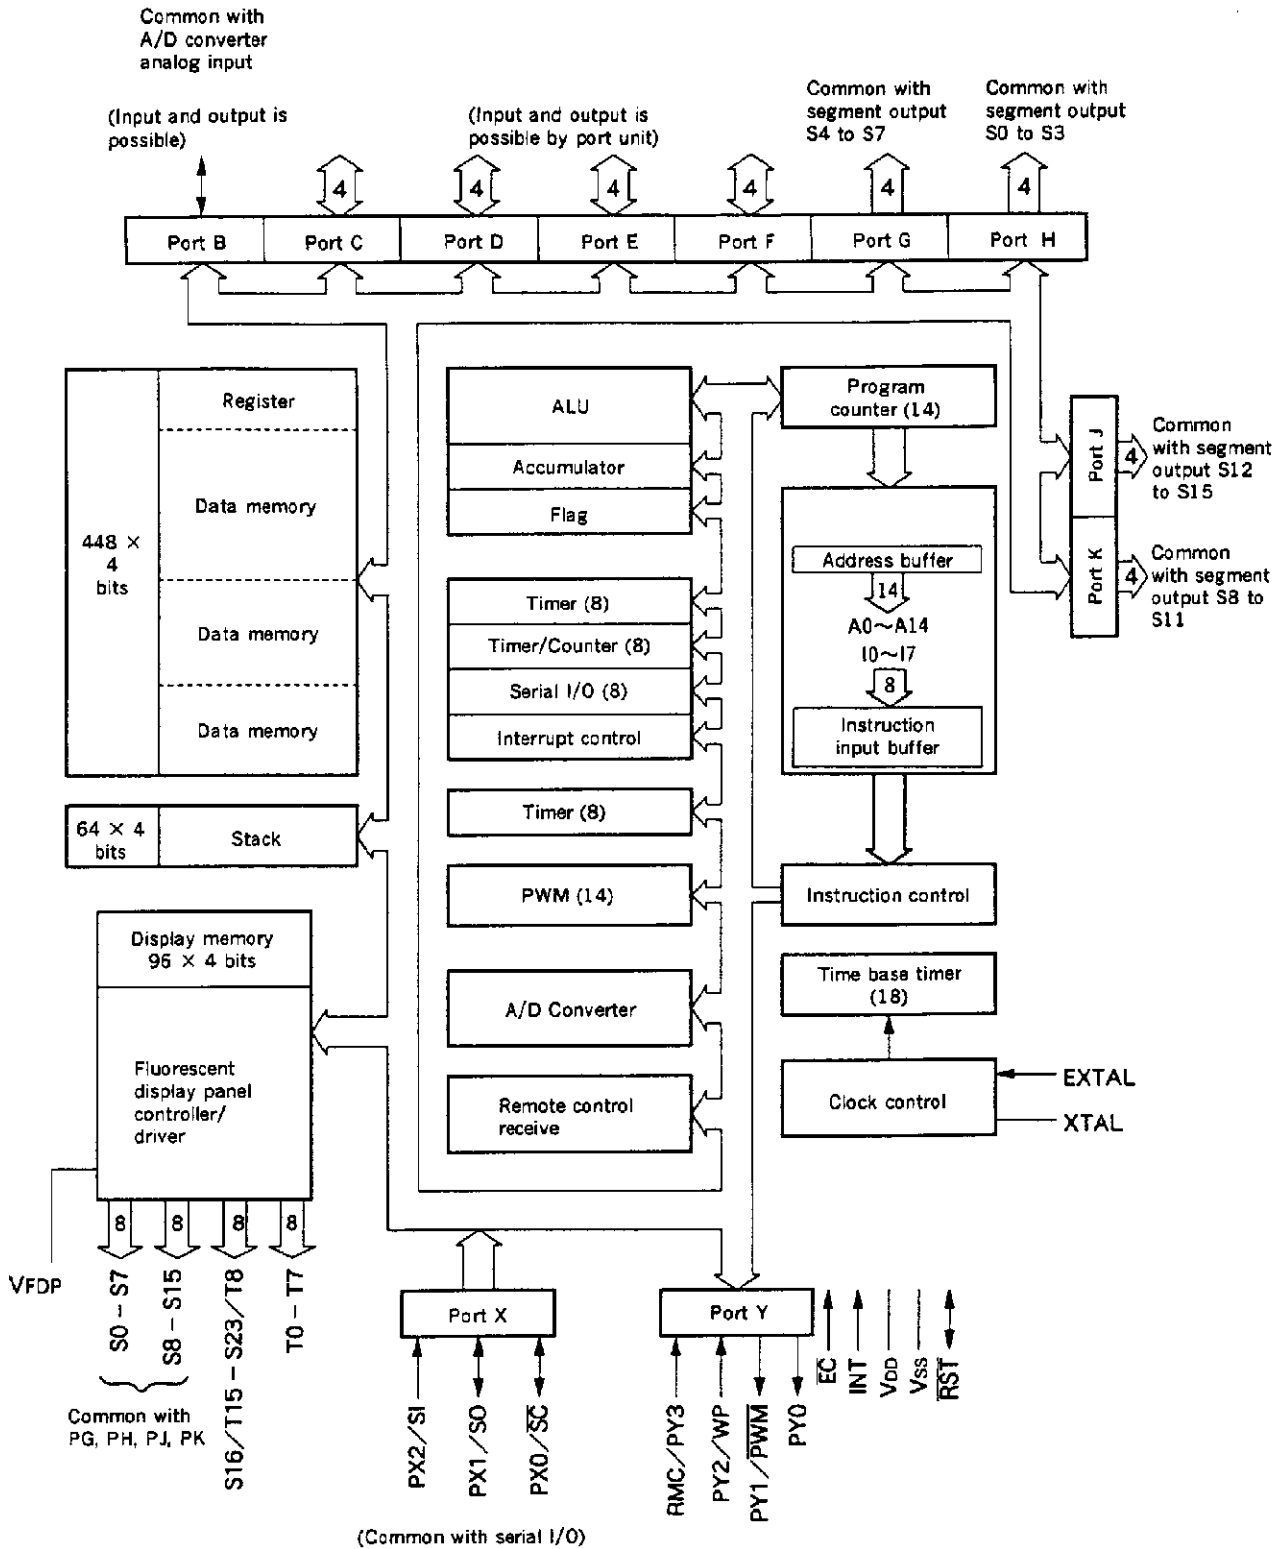 Common with
A/D converter
analog input
(Input and output is
possible)
(Input and output is
possible by port unit)
Common with
segment output
S4 to S7
Common with
segment output
S0 to S3
4
4
4
4
4
4
Port B
Port C
Port D
Port E
Port F
Port G
Port H
448 ×
4
bits
Register
Data memory
Data memory
Data memory
64 × 4
bits
Stack
Display memory
96 × 4 bits
Fluorescent
display panel
controller/
driver
ALU
Accumulator
Flag
Timer (8)
Timer/Counter (8)
Serial I/O (8)
Interrupt control
Timer (8)
PWM (14)
A/D Converter
Remote control
receive
Program
counter (14)
Address buffer
14
A0~A14
I0~I7
8
Instruction
input buffer
Instruction control
Time base timer
(18)
Clock control
EXTAL
XTAL
Port J
4
Common
with segment
output S12
to S15
Port K
4
Common
with segment
output S8 to
S11
VFDP
8
8
8
8
S0-S7
S8-S15
S16/T15-S23/T8
T0-T7
Common with
PG, PH, PJ, PK
Port X
PX2/SI
PX1/SO
PX0/S̅C̅
(Common with serial I/O)
Port Y
RMC/PY3
PY2/WP
PY1/P̅W̅M̅
PY0
E̅C̅
I̅N̅T̅
VDD
VSS
R̅S̅T̅